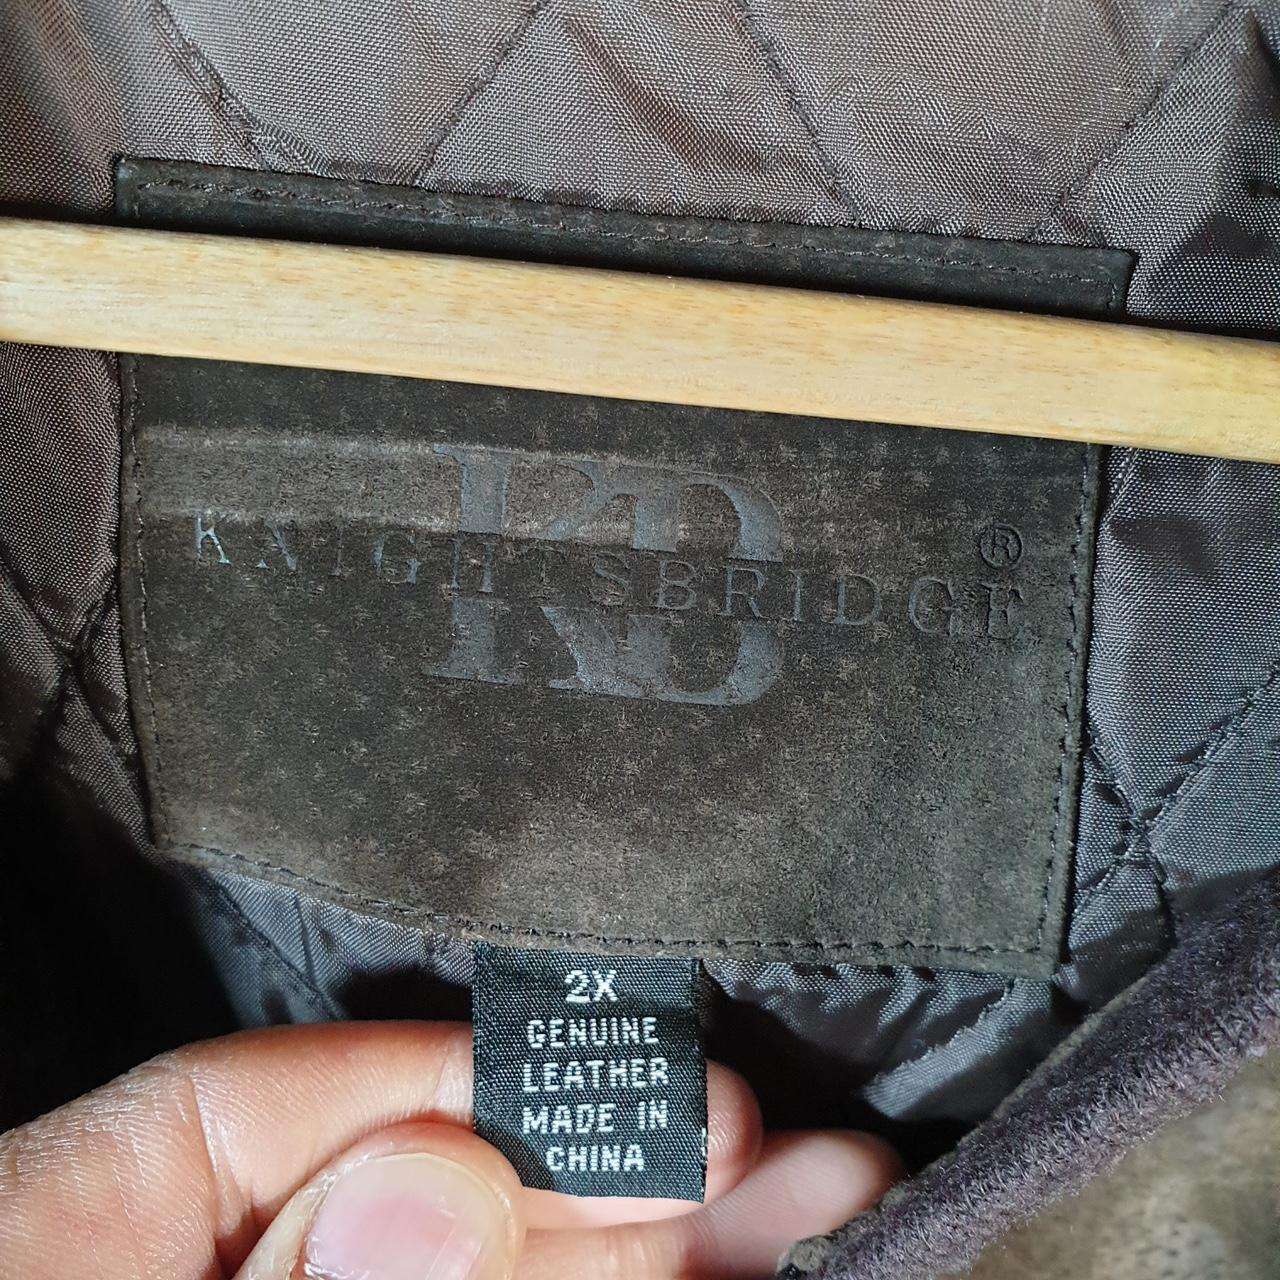 KB
KNIGHTSBRIDGE®
2X
GENUINE
LEATHER
MADE IN
CHINA